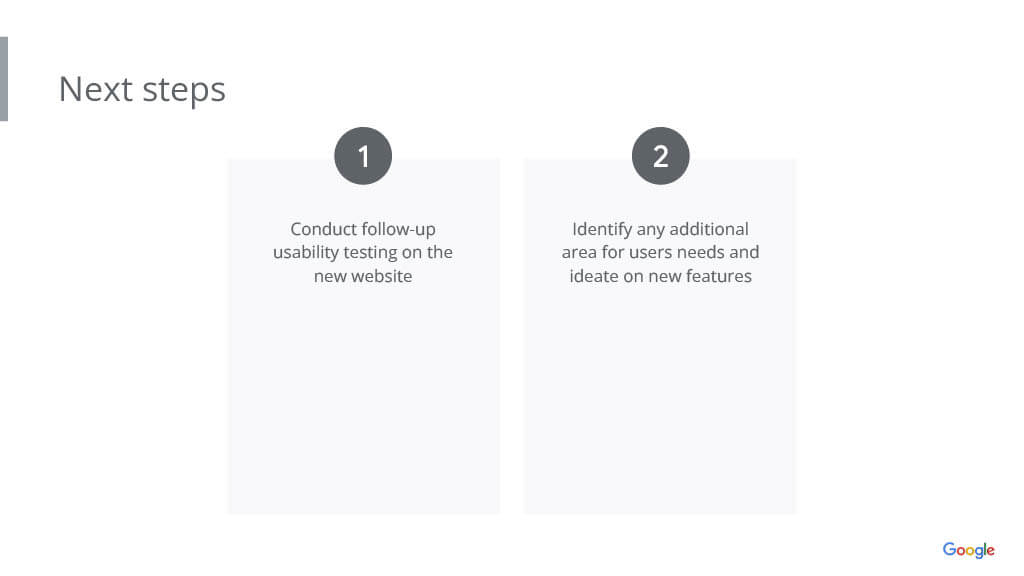 Next steps
1
Conduct follow-up
usability testing on the
new website
2
Identify any additional
area for users needs and
ideate on new features
Google